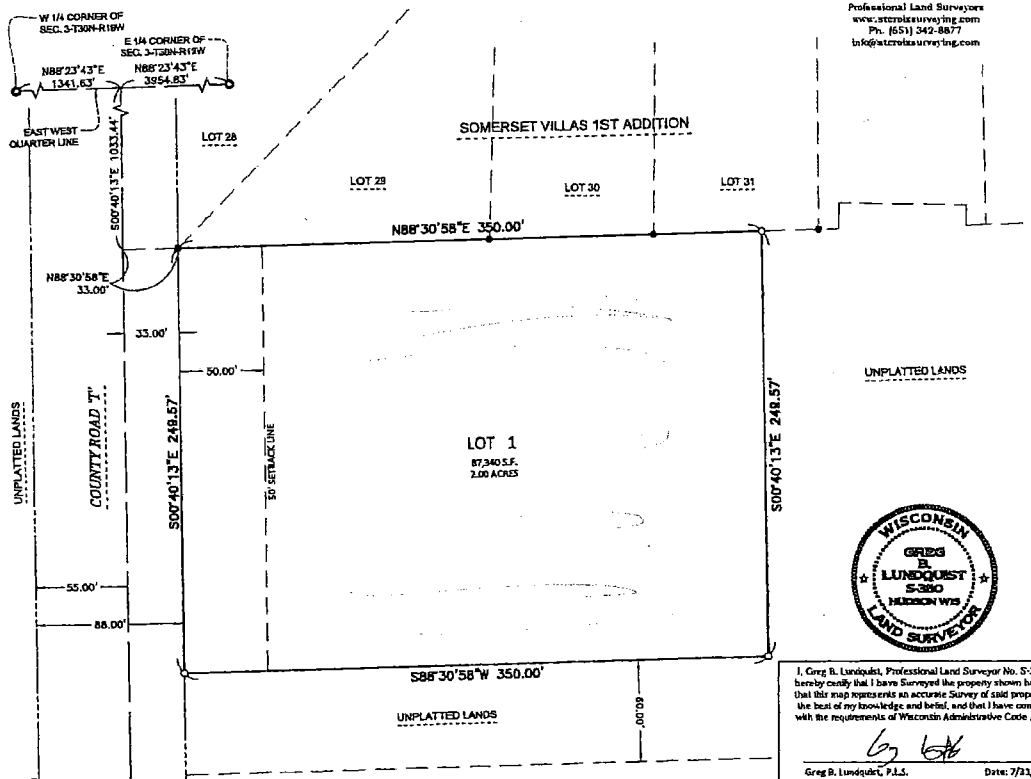 Professional Land Surveyors
www.stcroixsurveying.com
Ph. (651) 342-8877
info@stcroixsurveying.com
W 1/4 CORNER OF
SEC. 3-T30N-R19W
E 1/4 CORNER OF
SEC. 3-T30N-R19W
N88°23'43"E
1341.63'
N88°23'43"E
3954.83'
EAST WEST
QUARTER LINE
S00°40'13"E 1033.44'
LOT 28
SOMERSET VILLAS 1ST ADDITION
LOT 29
LOT 30
LOT 31
N88°30'58"E 350.00'
N88°30'58"E
33.00'
33.00'
50.00'
UNPLATTED LANDS
COUNTY ROAD 'I'
S00°40'13"E 249.57'
50' SETBACK LINE
LOT 1
87,340 S.F.
2.00 ACRES
S00°40'13"E 249.57'
UNPLATTED LANDS
55.00'
88.00'
S88°30'58"W 350.00'
UNPLATTED LANDS
60.00'
WISCONSIN
GREG
B.
LUNDQUIST
S-380
HUDSON WIS
LAND SURVEYOR
I, Greg B. Lundquist, Professional Land Surveyor No. S-
hereby certify that I have Surveyed the property shown
that this map represents an accurate Survey of said
the best of my knowledge and belief, and that I have
with the requirements of Wisconsin Administrative Code
Greg B. Lundquist, P.L.S.
Date: 7/23